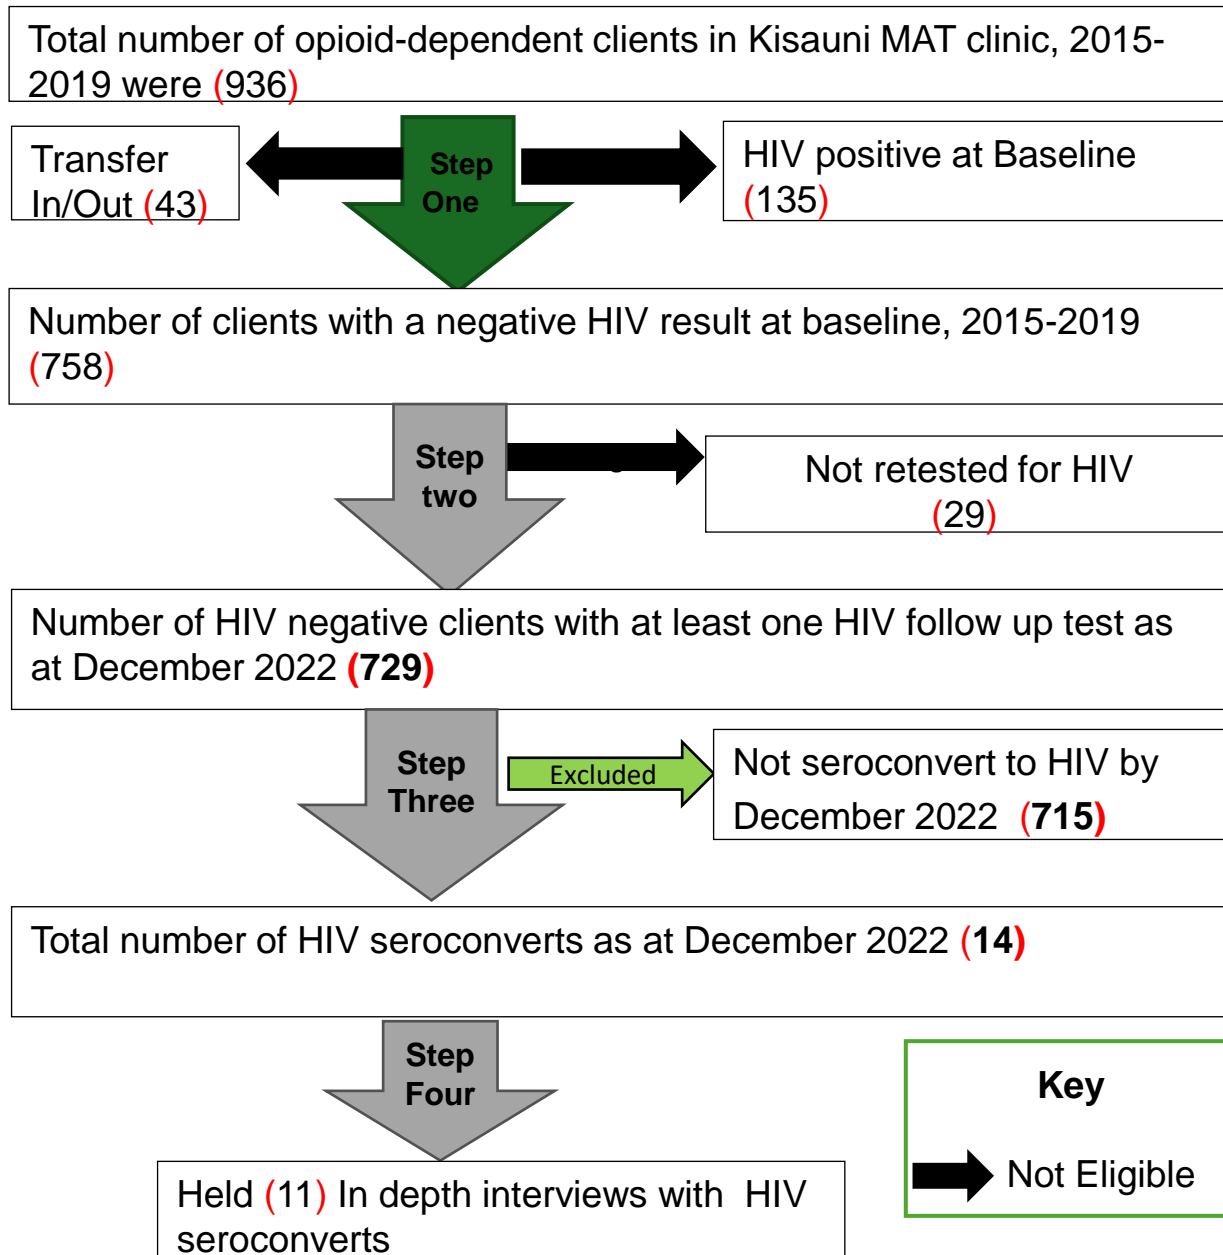 Total number of opioid-dependent clients in Kisauni MAT clinic, 2015-
2019 were (936)
Transfer
In/Out (43)
Step
One
HIV positive at Baseline
(135)
Number of clients with a negative HIV result at baseline, 2015-2019
(758)
Step
two
Not retested for HIV
(29)
Number of HIV negative clients with at least one HIV follow up test as
at December 2022 (729)
Step
Three
Excluded
Not seroconvert to HIV by
December 2022 (715)
Total number of HIV seroconverts as at December 2022 (14)
Step
Four
Key
Not Eligible
Held (11) In depth interviews with HIV
seroconverts